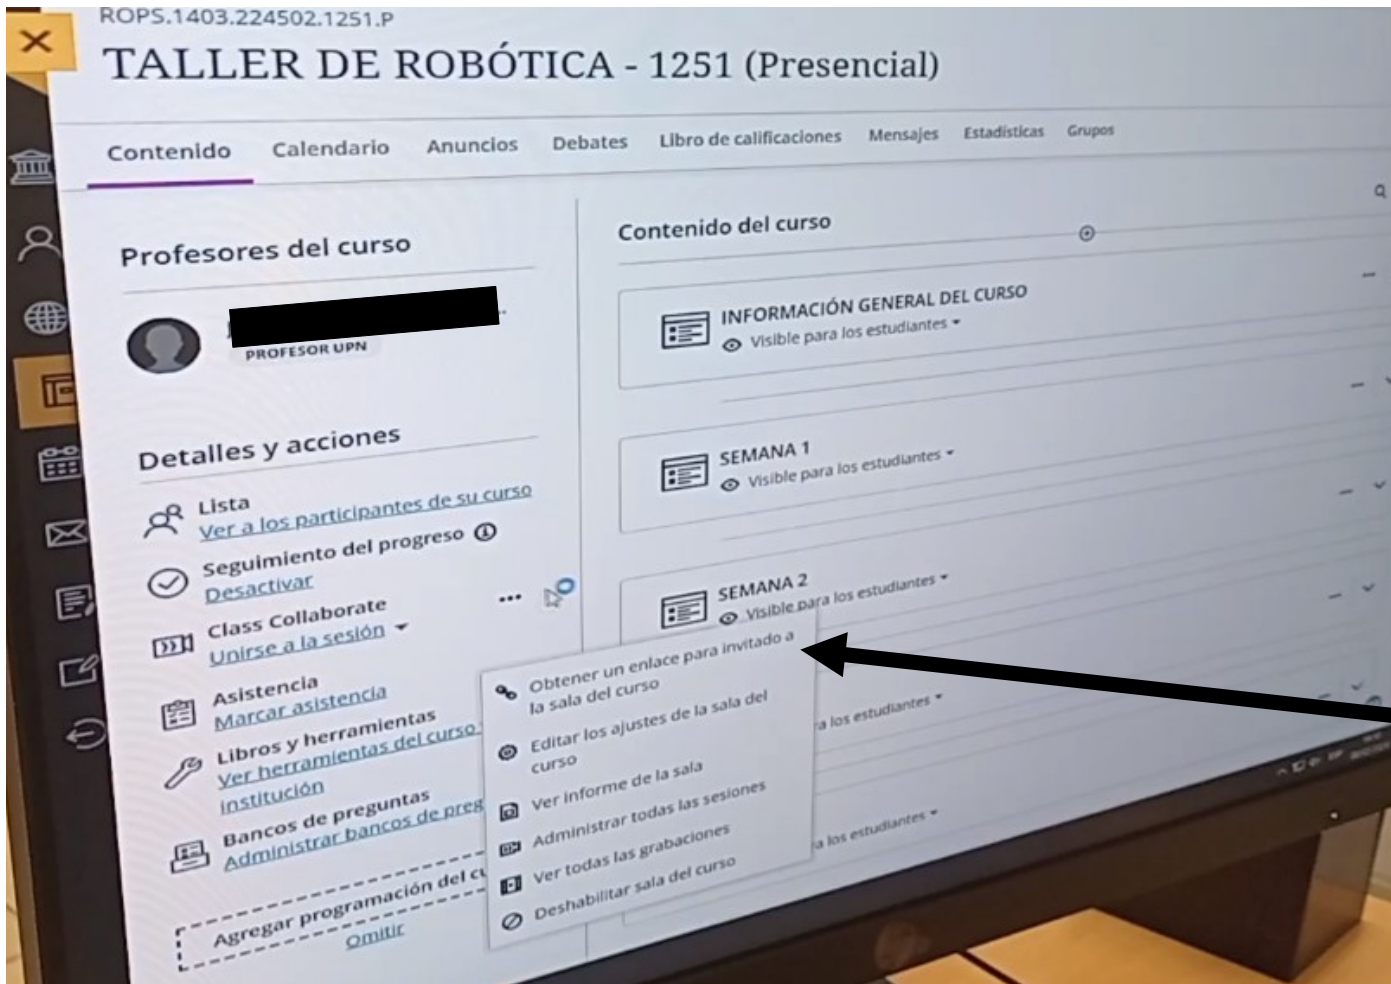 ROPS.1403.224502.1251.P
TALLER DE ROBÓTICA - 1251 (Presencial)
Contenido
Calendario
Anuncios
Debates
Libro de calificaciones
Mensajes
Estadísticas
Grupos
Profesores del curso
PROFESOR UPN
Detalles y acciones
Lista
Ver a los participantes de su curso
Seguimiento del progreso
Desactivar
Class Collaborate
Unirse a la sesión
Asistencia
Marcar asistencia
Libros y herramientas
Ver herramientas del curso
institución
Bancos de preguntas
Administrar bancos de preg
Agregar programación del cu
Omitir
Contenido del curso
INFORMACIÓN GENERAL DEL CURSO
Visible para los estudiantes
SEMANA 1
Visible para los estudiantes
SEMANA 2
Visible para los estudiantes
Obtener un enlace para invitado a
la sala del curso
Editar los ajustes de la sala del
curso
Ver informe de la sala
Administrar todas las sesiones
Ver todas las grabaciones
Deshabilitar sala del curso
a los estudiantes
a los estudiantes